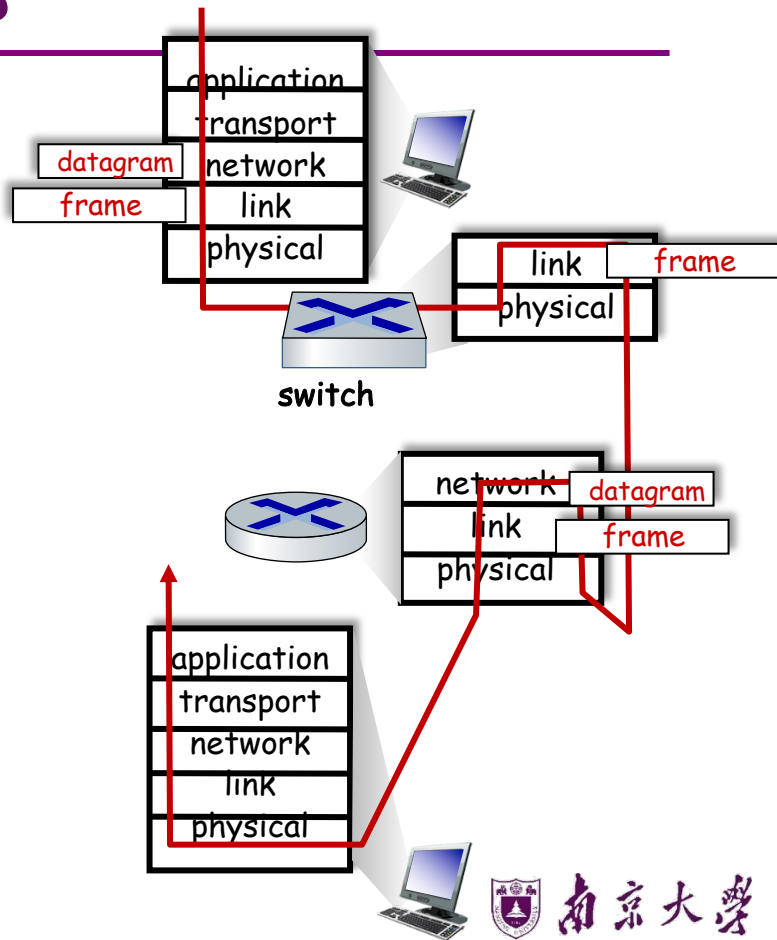 application
transport
datagram
network
frame
link
physical
link
frame
physical
switch
network
datagram
link
frame
physical
application
transport
network
link
physical
南京大學